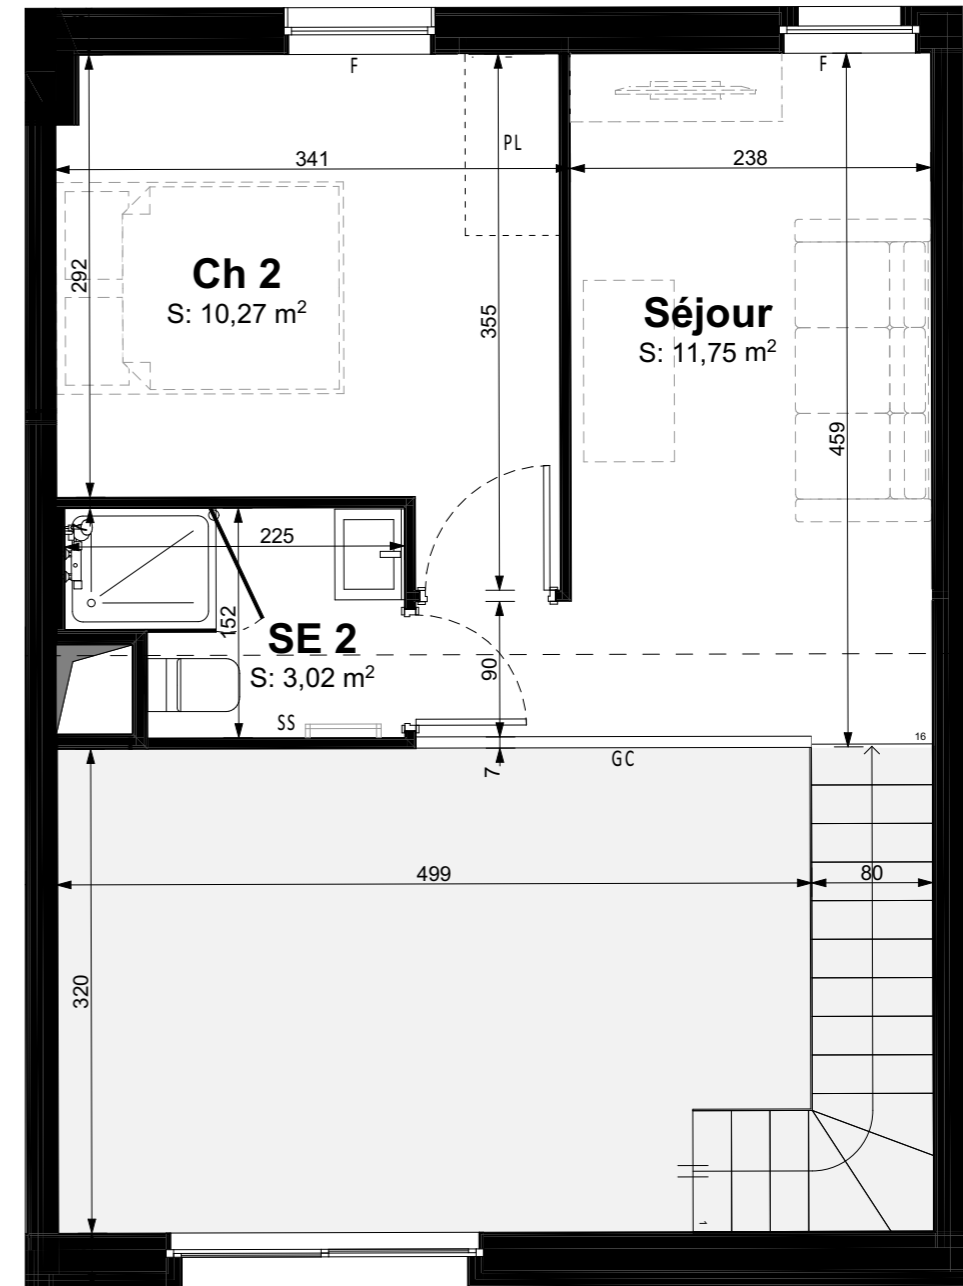 F
F
PL
341
238
292
Ch 2
S: 10,27 m²
355
Séjour
S: 11,75 m²
459
225
152
SE 2
S: 3,02 m²
90
SS
16
7
GC
499
80
320
1